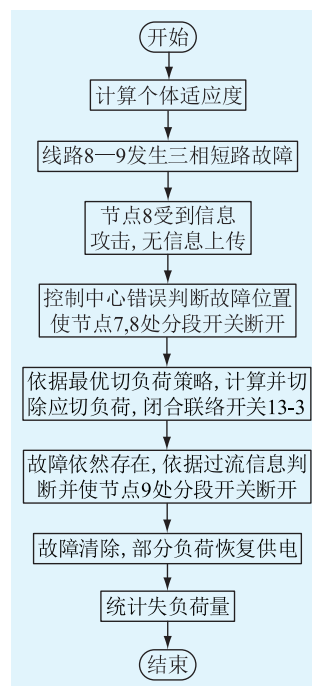 开始
计算个体适应度
线路8—9发生三相短路故障
节点8受到信息
攻击,无信息上传
控制中心错误判断故障位置
使节点7,8处分段开关断开
依据最优切负荷策略,计算并切
除应切负荷,闭合联络开关13-3
故障依然存在,依据过流信息判
断并使节点9处分段开关断开
故障清除,部分负荷恢复供电
统计失负荷量
结束